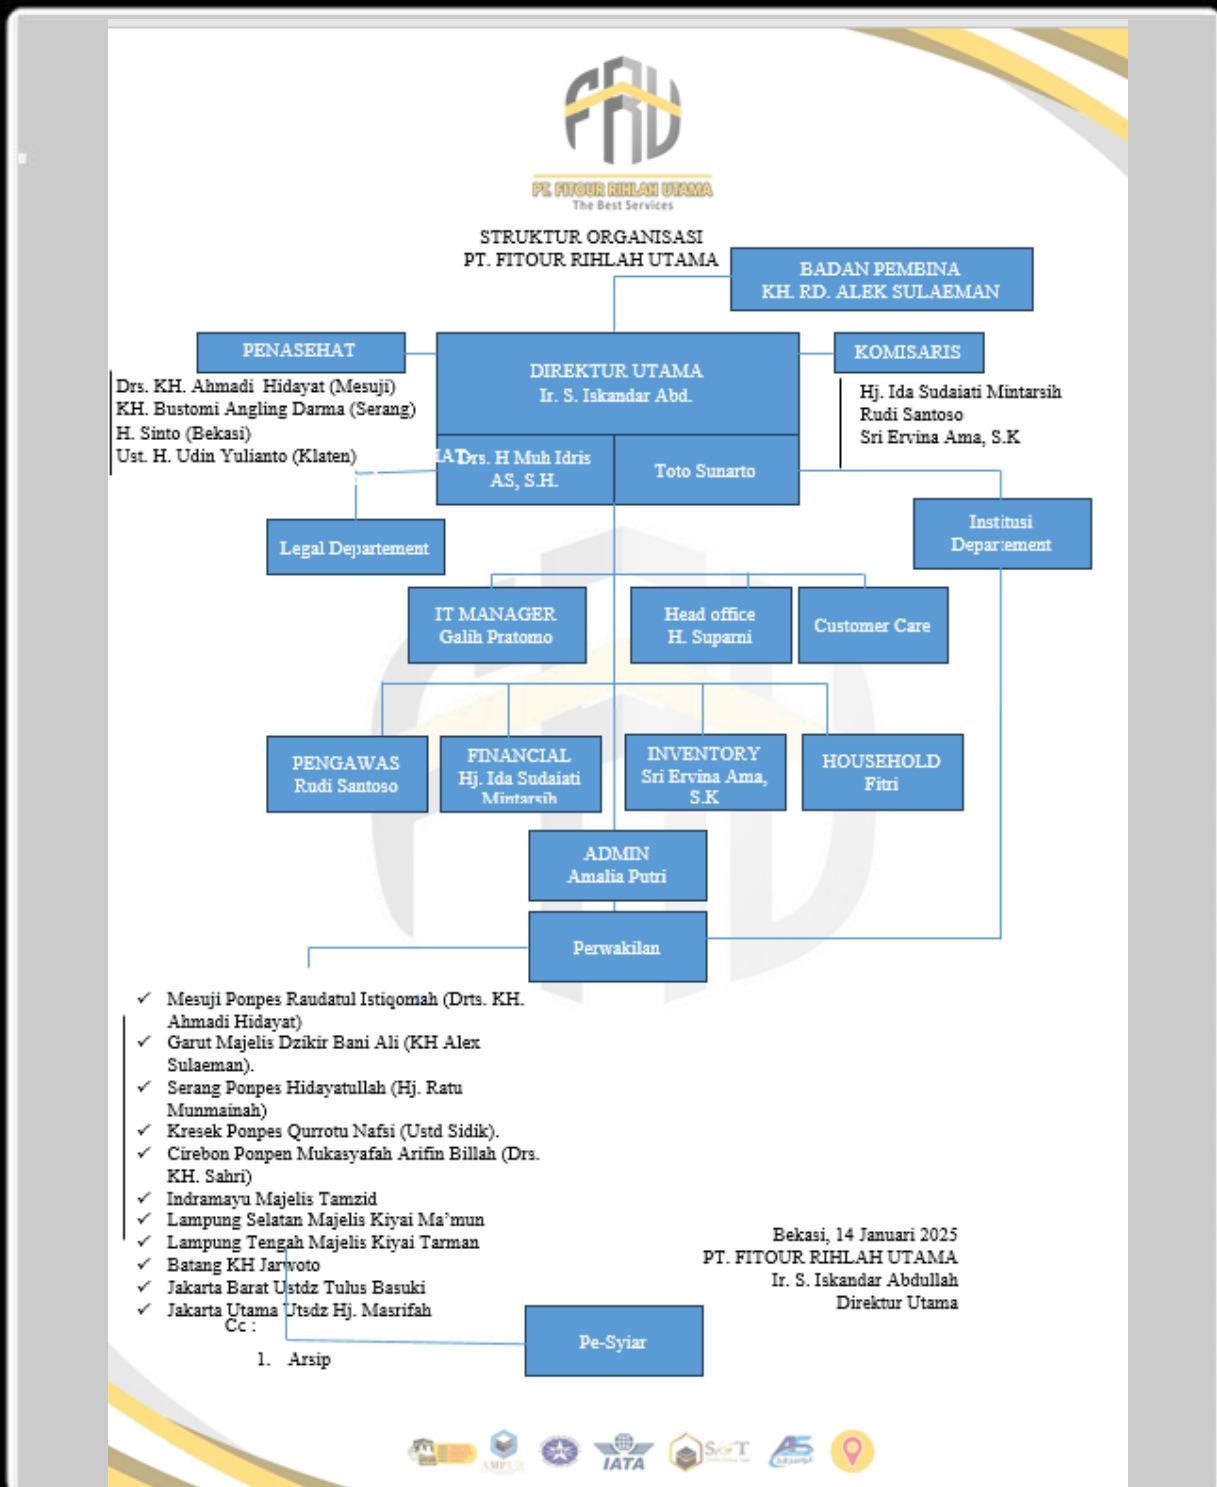 FRU
PT. FITOUR RIHLAH UTAMA
The Best Services
STRUKTUR ORGANISASI
PT. FITOUR RIHLAH UTAMA
BADAN PEMBINA
KH. RD. ALEK SULAEMAN
PENASEHAT
Drs. KH. Ahmadi Hidayat (Mesuji)
KH. Bustomi Angling Darma (Serang)
H. Sinto (Bekasi)
Ust. H. Udin Yulianto (Klaten)
DIREKTUR UTAMA
Ir. S. Iskandar Abd.
KOMISARIS
Hj. Ida Sudaiati Mintarsih
Rudi Santoso
Sri Ervina Ama, S.K
Drs. H Muh Idris
AS, S.H.
Toto Sunarto
Legal Departement
Institusi
Departement
IT MANAGER
Galih Pratomo
Head office
H. Suparni
Customer Care
PENGAWAS
Rudi Santoso
FINANCIAL
Hj. Ida Sudaiati
Mintarsih
INVENTORY
Sri Ervina Ama,
S.K
HOUSEHOLD
Fitri
ADMIN
Amalia Putri
Perwakilan
✓ Mesuji Ponpes Raudatul Istiqomah (Drts. KH.
Ahmadi Hidayat)
✓ Garut Majelis Dzikir Bani Ali (KH Alex
Sulaeman).
✓ Serang Ponpes Hidayatullah (Hj. Ratu
Munmainah)
✓ Kresek Ponpes Qurrotu Nafsi (Ustd Sidik).
✓ Cirebon Ponpen Mukasyafah Arifin Billah (Drs.
KH. Sahri)
✓ Indramayu Majelis Tamzid
✓ Lampung Selatan Majelis Kiyai Ma’mun
✓ Lampung Tengah Majelis Kiyai Tarman
✓ Batang KH Jarwoto
✓ Jakarta Barat Ustdz Tulus Basuki
✓ Jakarta Utama Utsdz Hj. Masrifah
Cc :
1. Arsip
Bekasi, 14 Januari 2025
PT. FITOUR RIHLAH UTAMA
Ir. S. Iskandar Abdullah
Direktur Utama
Pe-Syiar
IATA